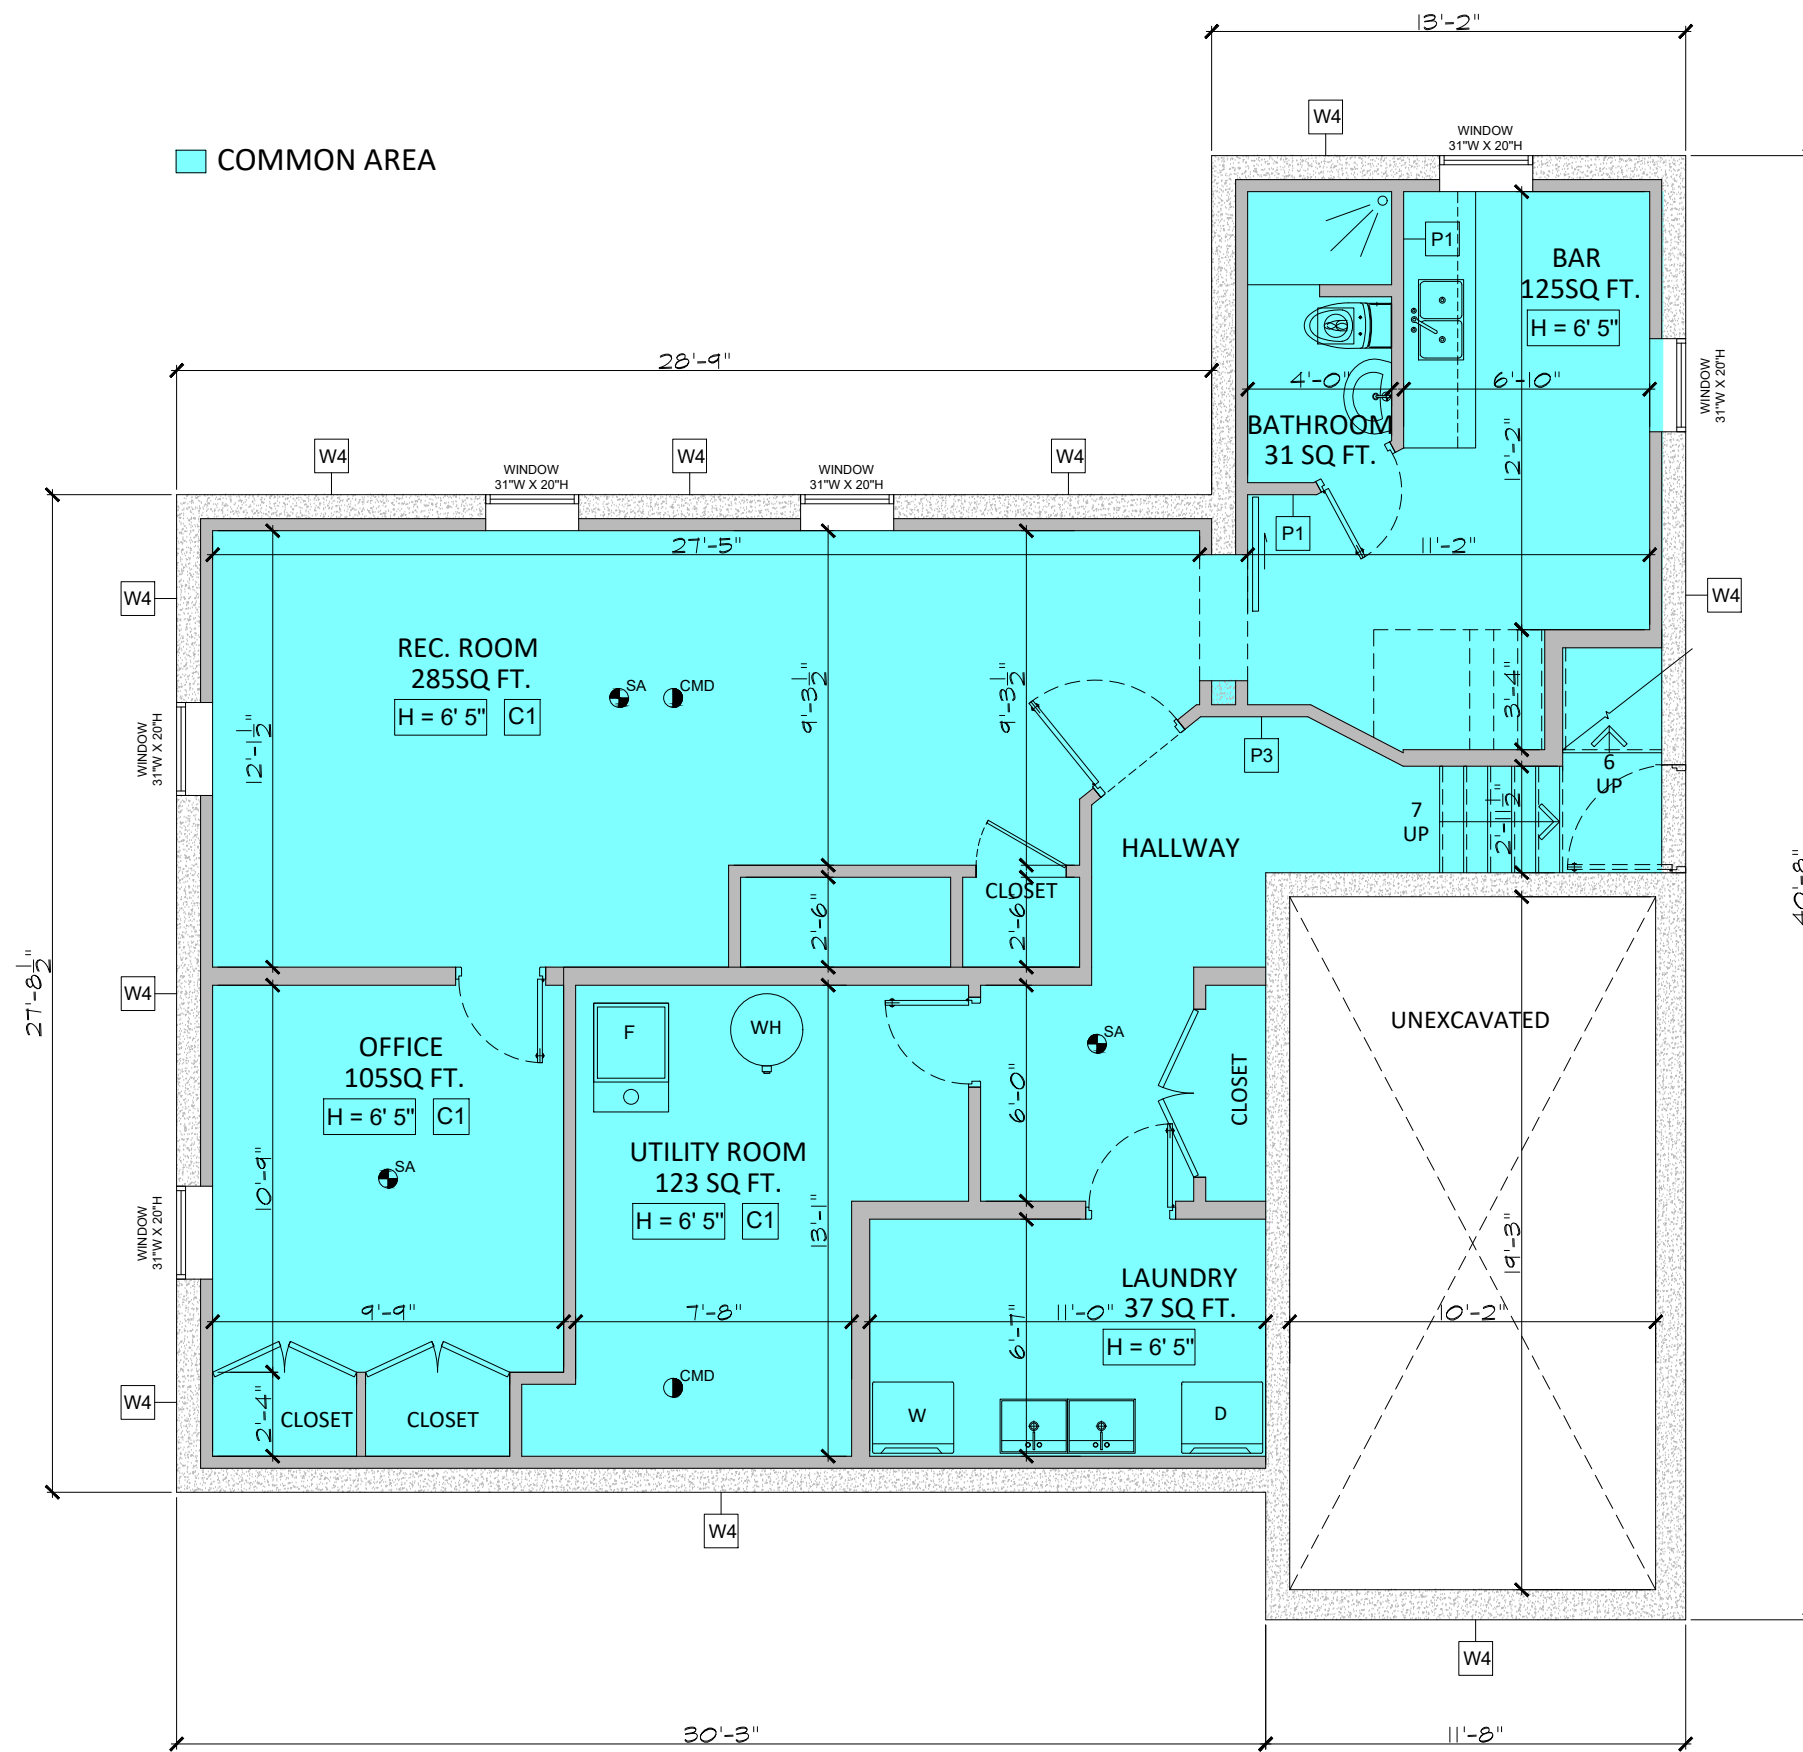 13'-2"
W4
WINDOW
31"W X 20"H
COMMON AREA
P1
BAR
125SQ FT.
H = 6' 5"
28'-9"
4'-0"
6'-10"
WINDOW
31"W X 20"H
BATHROOM
31 SQ FT.
12'-2"
W4
WINDOW
31"W X 20"H
W4
WINDOW
31"W X 20"H
W4
P1
27'-5"
11'-2"
W4
W4
REC. ROOM
285SQ FT.
H = 6' 5"
C1
SA
CMD
9'-3 1/2"
9'-3 1/2"
3'-4"
12'-1 1/2"
WINDOW
31"W X 20"H
P3
6
UP
7
UP
2'-11 1/2"
HALLWAY
40'-8"
CLOSET
2'-6"
2'-6"
27'-8 1/2"
W4
F
WH
SA
UNEXCAVATED
OFFICE
105SQ FT.
H = 6' 5"
C1
6'-0"
CLOSET
UTILITY ROOM
123 SQ FT.
H = 6' 5"
C1
SA
10'-9"
WINDOW
31"W X 20"H
13'-1"
19'-3"
LAUNDRY
37 SQ FT.
H = 6' 5"
9'-9"
7'-8"
11'-0"
10'-2"
6'-7"
CMD
W4
2'-4"
CLOSET
CLOSET
W
D
W4
W4
30'-3"
11'-8"